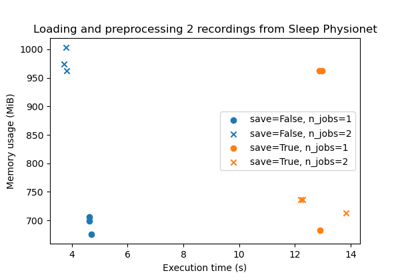 Loading and preprocessing 2 recordings from Sleep Physionet
1000
950
900
850
800
750
700
Memory usage (MiB)
save=False, n_jobs=1
save=False, n_jobs=2
save=True, n_jobs=1
save=True, n_jobs=2
4 6 8 10 12 14
Execution time (s)